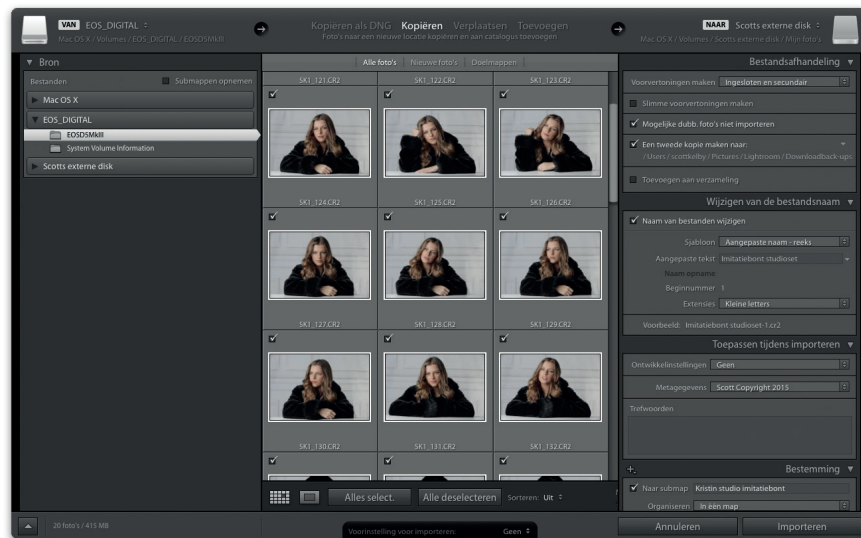 VAN EOS_DIGITAL
Mac OS X / Volumes / EOS_DIGITAL / EOSD5MkIII
Kopiëren als DNG Kopiëren Verplaatsen Toevoegen
Foto's naar een nieuwe locatie kopiëren en aan catalogus toevoegen
NAAR Scotts externe disk
Mac OS X / Volumes / Scotts externe disk / Mijn foto's
Bron
Bestanden Submappen opnemen
Mac OS X
EOS_DIGITAL
EOSD5MkIII
System Volume Information
Scotts externe disk
20 foto's / 415 MB
Alle foto's Nieuwe foto's Doelmappen
SK1_121.CR2 SK1_122.CR2 SK1_123.CR2
SK1_124.CR2 SK1_125.CR2 SK1_126.CR2
SK1_127.CR2 SK1_128.CR2 SK1_129.CR2
SK1_130.CR2 SK1_131.CR2 SK1_132.CR2
Alles select. Alle deselecteren Sorteren: Uit
Voorinstelling voor importeren: Geen
Bestandsafhandeling
Voorvertoningen maken Ingesloten en secundair
Slimme voorvertoningen maken
Mogelijke dubb. foto's niet importeren
Een tweede kopie maken naar:
/ Users / scottkelby / Pictures / Lightroom / Downloadback-ups
Toevoegen aan verzameling
Wijzigen van de bestandsnaam
Naam van bestanden wijzigen
Sjabloon Aangepaste naam - reeks
Aangepaste tekst Imitatiebont studioset
Naam opname
Beginnummer 1
Extensies Kleine letters
Voorbeeld: Imitatiebont studioset-1.cr2
Toepassen tijdens importeren
Ontwikkelinstellingen Geen
Metagegevens Scott Copyright 2015
Trefwoorden
Bestemming
Naar submap Kristin studio imitatiebont
Organiseren In één map
Annuleren Importeren